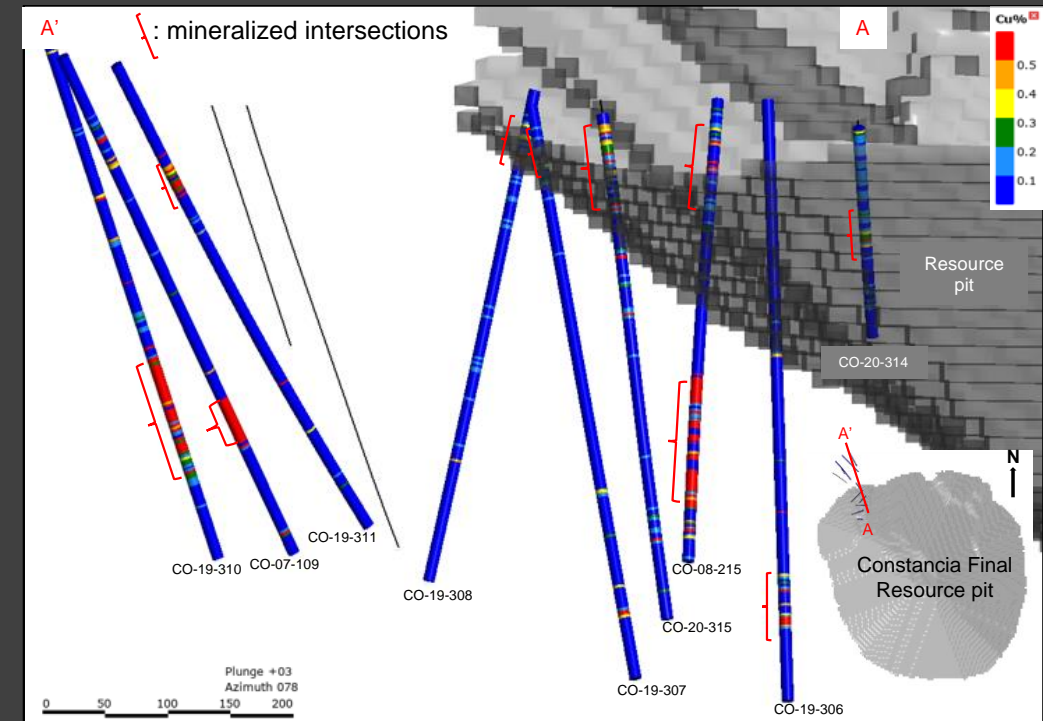 A'
: mineralized intersections
A
Cu%
0.5
0.4
0.3
0.2
0.1
Resource
pit
CO-20-314
A'
N
A
Constancia Final
Resource pit
CO-19-311
CO-19-310
CO-07-109
CO-19-308
CO-08-215
CO-20-315
CO-19-307
CO-19-306
Plunge +03
Azimuth 078
0 50 100 150 200